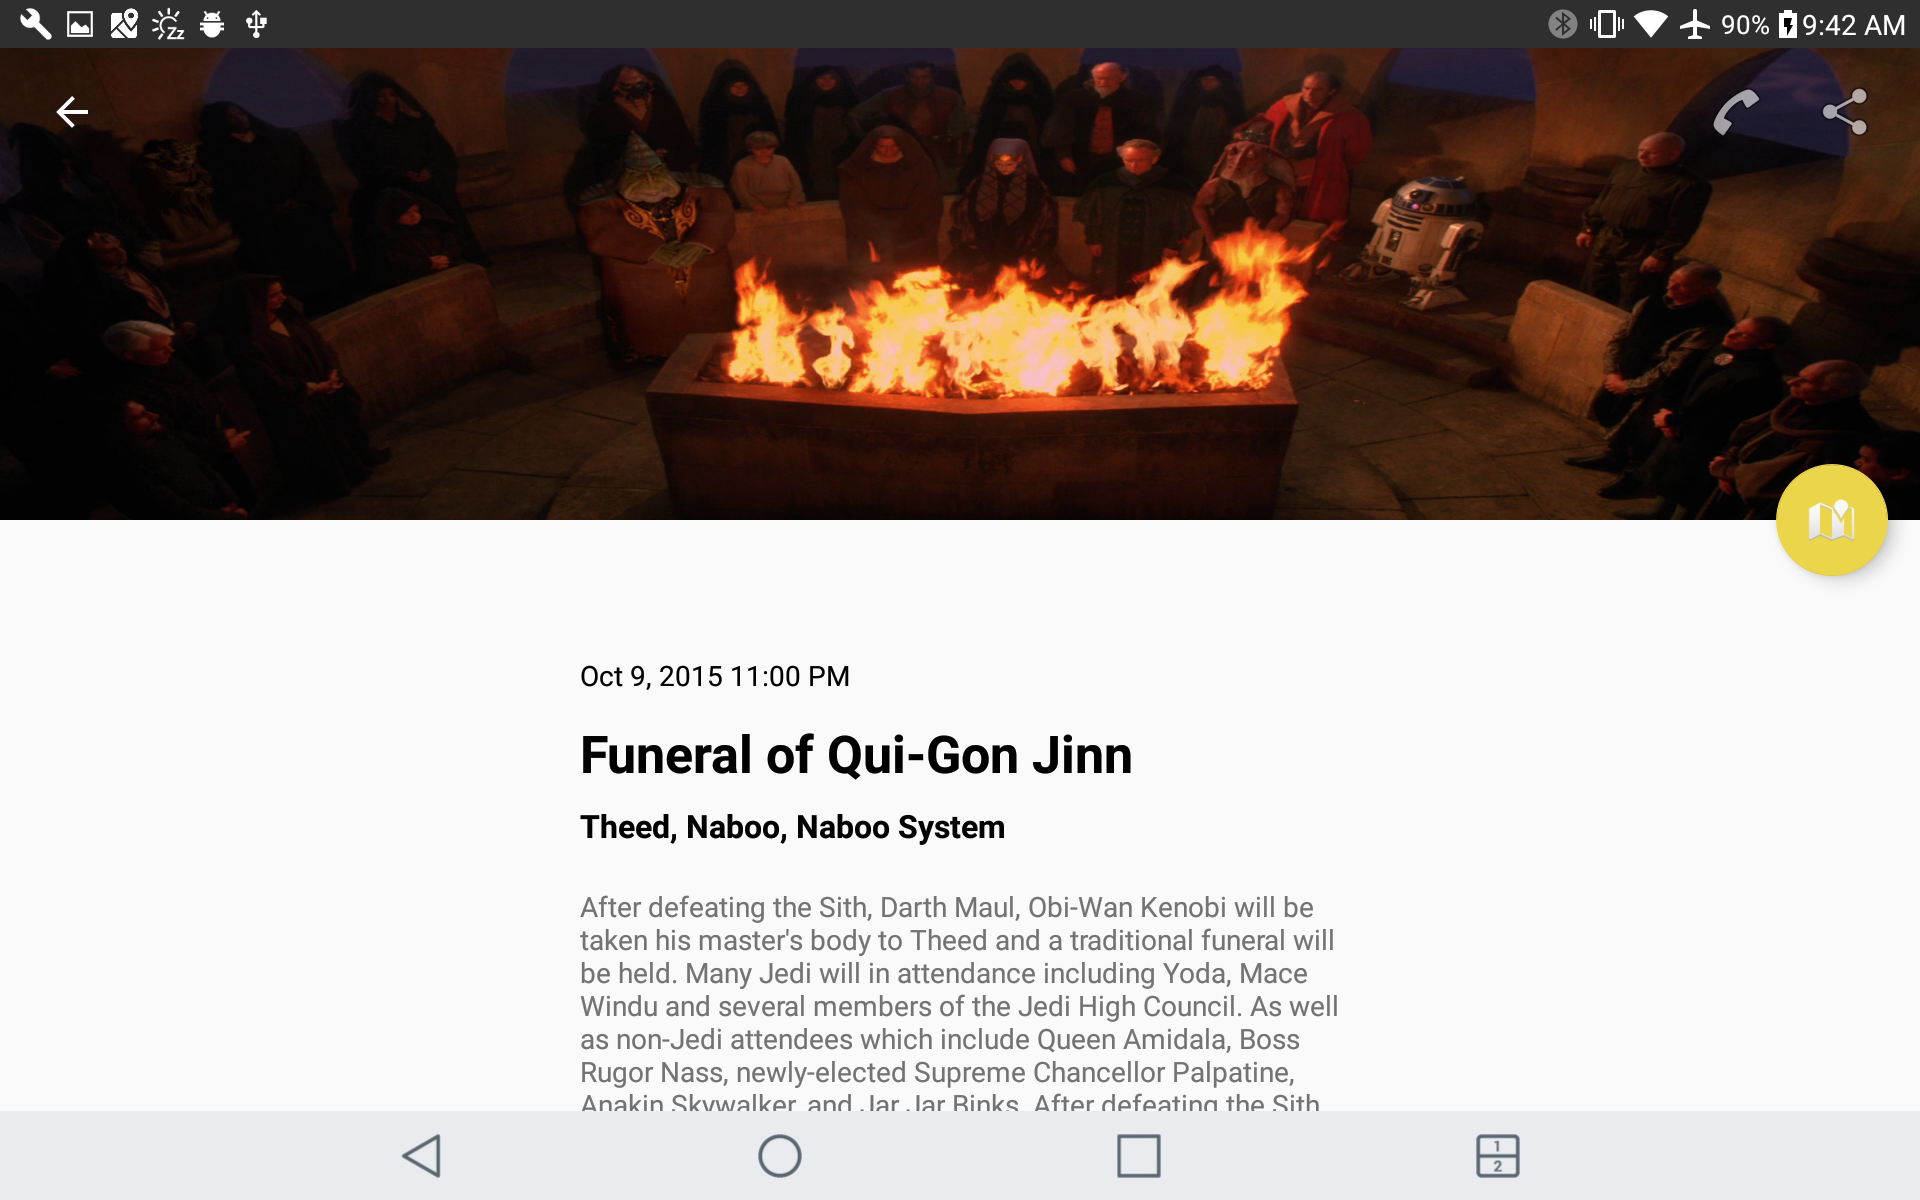 90% 9:42 AM
Oct 9, 2015 11:00 PM
Funeral of Qui-Gon Jinn
Theed, Naboo, Naboo System
After defeating the Sith, Darth Maul, Obi-Wan Kenobi will be
taken his master's body to Theed and a traditional funeral will
be held. Many Jedi will in attendance including Yoda, Mace
Windu and several members of the Jedi High Council. As well
as non-Jedi attendees which include Queen Amidala, Boss
Rugor Nass, newly-elected Supreme Chancellor Palpatine,
Anakin Skywalker, and Jar Jar Binks. After defeating the Sith,
1
2